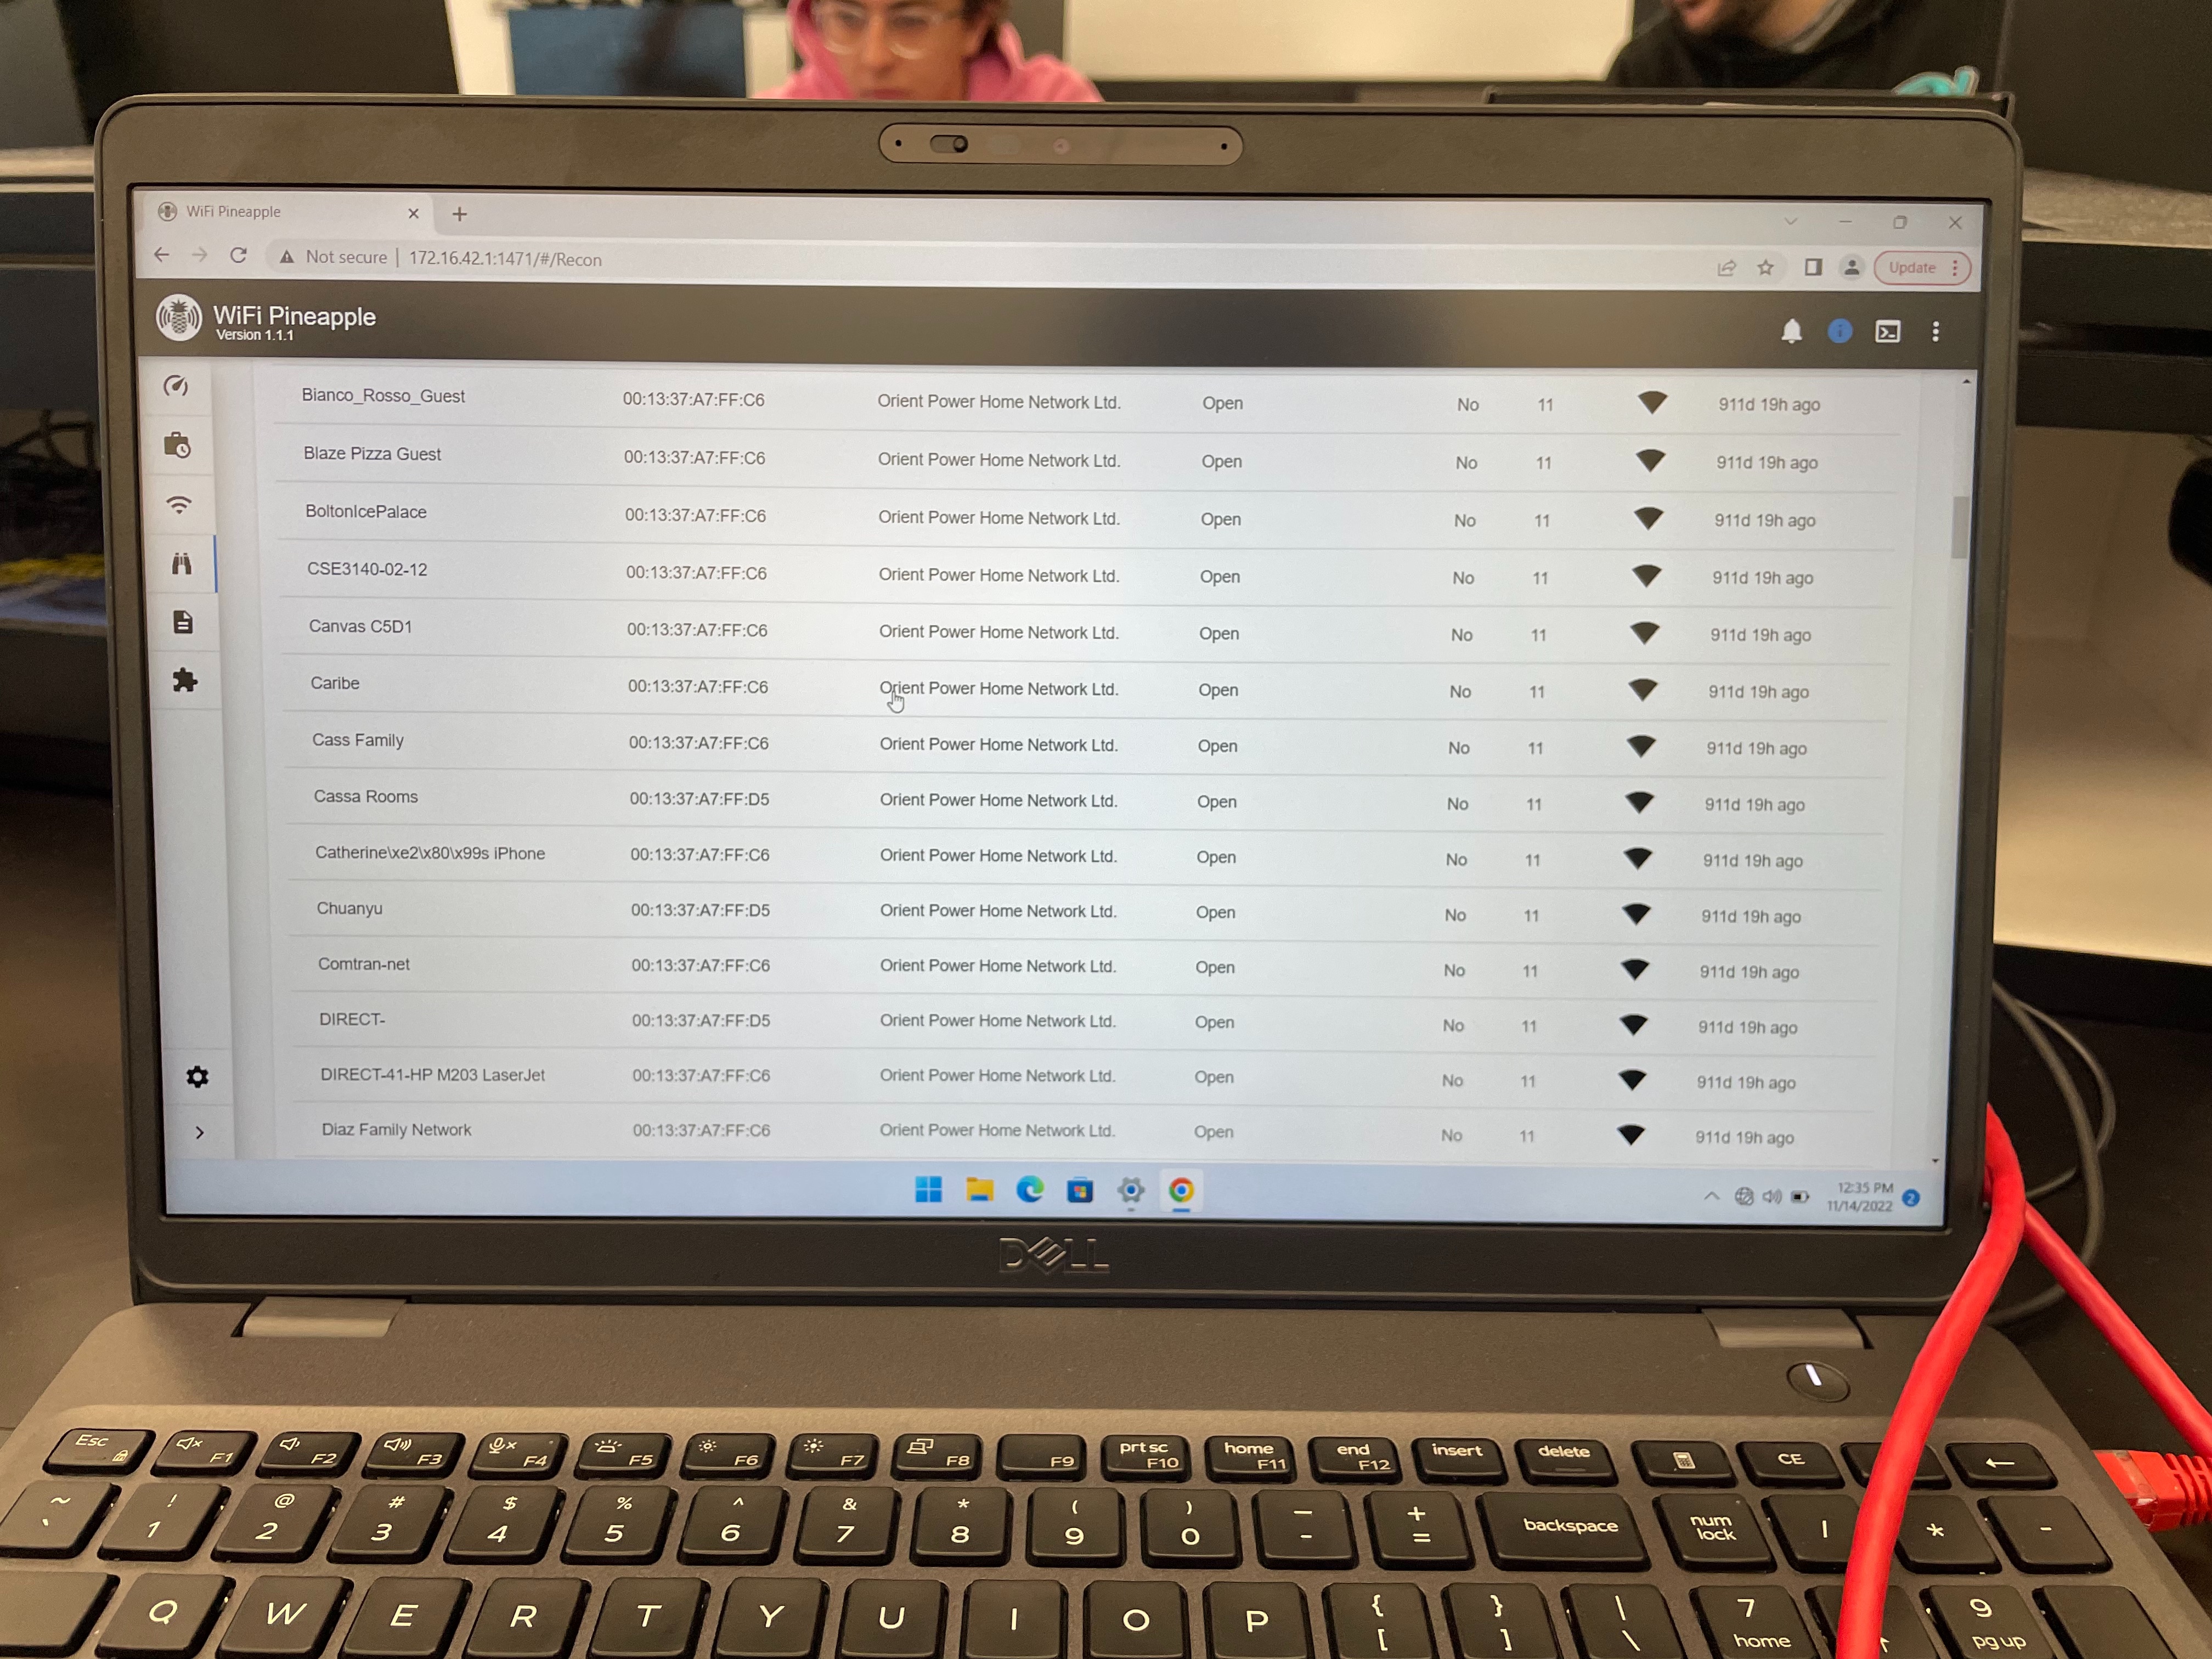 WiFi Pineapple
Not secure | 172.16.42.1:1471/#/Recon
Update
WiFi Pineapple
Version 1.1.1
Bianco_Rosso_Guest 00:13:37:A7:FF:C6 Orient Power Home Network Ltd. Open No 11 911d 19h ago
Blaze Pizza Guest 00:13:37:A7:FF:C6 Orient Power Home Network Ltd. Open No 11 911d 19h ago
BoltonIcePalace 00:13:37:A7:FF:C6 Orient Power Home Network Ltd. Open No 11 911d 19h ago
CSE3140-02-12 00:13:37:A7:FF:C6 Orient Power Home Network Ltd. Open No 11 911d 19h ago
Canvas C5D1 00:13:37:A7:FF:C6 Orient Power Home Network Ltd. Open No 11 911d 19h ago
Caribe 00:13:37:A7:FF:C6 Orient Power Home Network Ltd. Open No 11 911d 19h ago
Cass Family 00:13:37:A7:FF:C6 Orient Power Home Network Ltd. Open No 11 911d 19h ago
Cassa Rooms 00:13:37:A7:FF:D5 Orient Power Home Network Ltd. Open No 11 911d 19h ago
Catherine\xe2\x80\x99s iPhone 00:13:37:A7:FF:C6 Orient Power Home Network Ltd. Open No 11 911d 19h ago
Chuanyu 00:13:37:A7:FF:D5 Orient Power Home Network Ltd. Open No 11 911d 19h ago
Comtran-net 00:13:37:A7:FF:C6 Orient Power Home Network Ltd. Open No 11 911d 19h ago
DIRECT- 00:13:37:A7:FF:D5 Orient Power Home Network Ltd. Open No 11 911d 19h ago
DIRECT-41-HP M203 LaserJet 00:13:37:A7:FF:C6 Orient Power Home Network Ltd. Open No 11 911d 19h ago
Diaz Family Network 00:13:37:A7:FF:C6 Orient Power Home Network Ltd. Open No 11 911d 19h ago
12:35 PM
11/14/2022
2
DELL
Esc F1 F2 F3 F4 F5 F6 F7 F8 F9 prt sc F10 home F11 end F12 insert delete CE ←
~ ! @ # $ % ^ & * ( ) — +
` 1 2 3 4 5 6 7 8 9 0 - = backspace num lock / * -
Q W E R T Y U I O P { [ } ] | \ 7 home 9 pg up